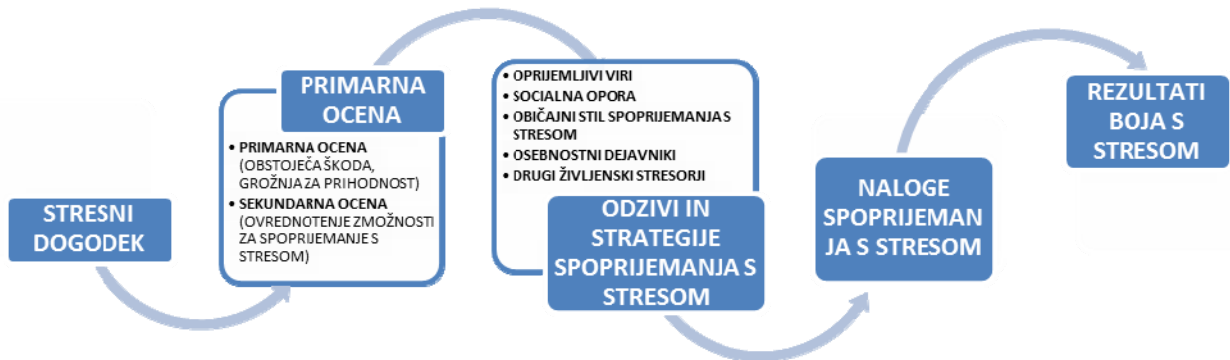 STRESNI
DOGODEK
PRIMARNA
OCENA
• PRIMARNA OCENA
(OBSTOJEČA ŠKODA,
GROŽNJA ZA PRIHODNOST)
• SEKUNDARNA OCENA
(OVREDNOTENJE ZMOŽNOSTI
ZA SPOPRIJEMANJE S
STRESOM)
• OPRIJEMLJIVI VIRI
• SOCIALNA OPORA
• OBIČAJNI STIL SPOPRIJEMANJA S
STRESOM
• OSEBNOSTNI DEJAVNIKI
• DRUGI ŽIVLJENSKI STRESORJI
ODZIVI IN
STRATEGIJE
SPOPRIJEMANJA S
STRESOM
NALOGE
SPOPRIJEMAN
JA S STRESOM
REZULTATI
BOJA S
STRESOM